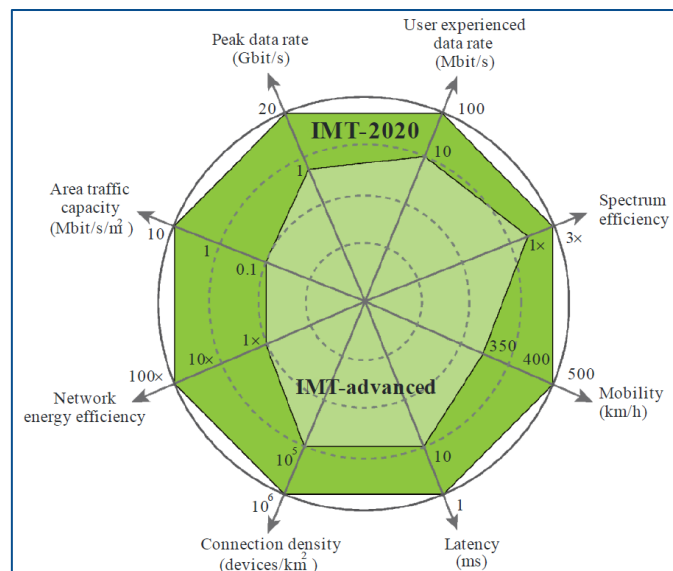 Peak data rate
(Gbit/s)
User experienced
data rate
(Mbit/s)
20
100
IMT-2020
1
10
Area traffic
capacity
(Mbit/s/m²)
Spectrum
efficiency
10
1
0.1
1×
3×
1×
10×
100×
350
400
500
Network
energy efficiency
IMT-advanced
Mobility
(km/h)
10⁵
10
10⁶
1
Connection density
(devices/km²)
Latency
(ms)